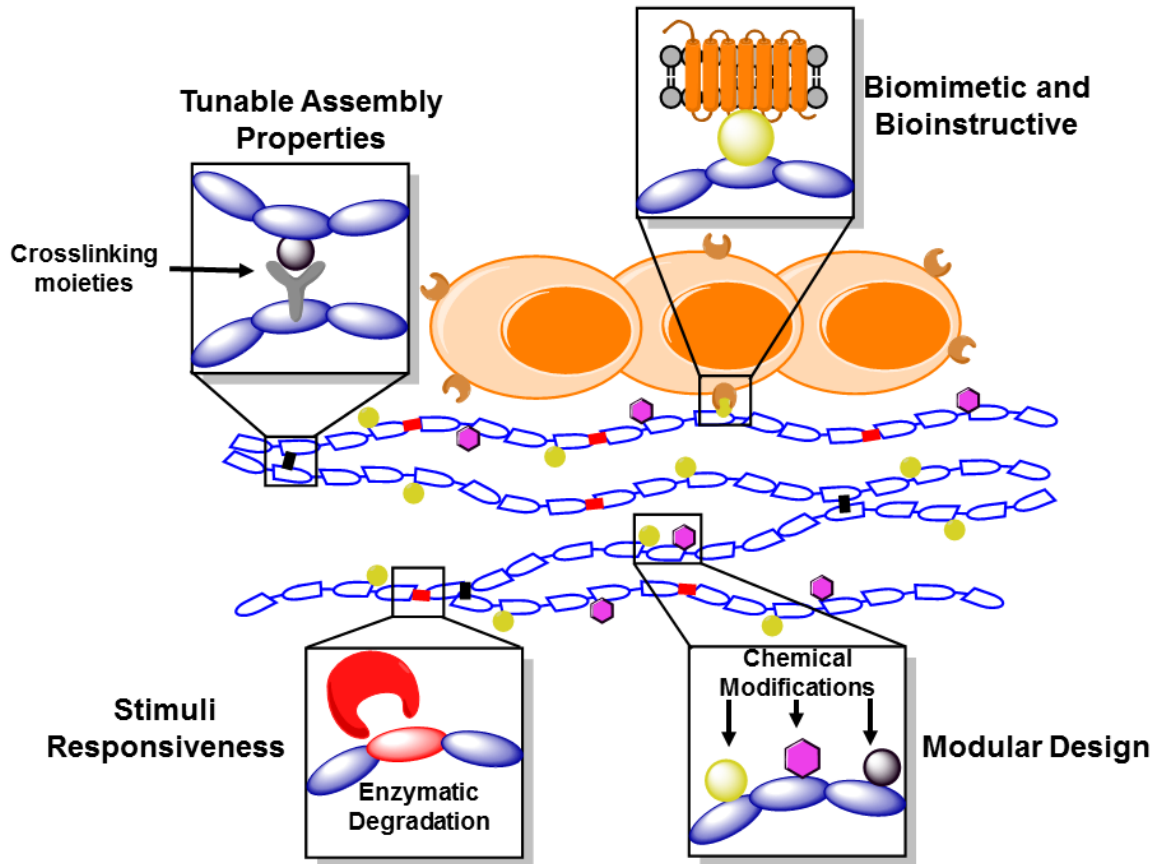 Tunable Assembly
Properties
Biomimetic and
Bioinstructive
Crosslinking
moieties
Stimuli
Responsiveness
Enzymatic
Degradation
Chemical
Modifications
Modular Design